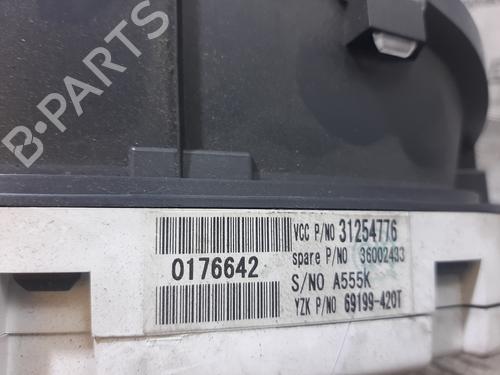 B-PARTS
VCC P/NO 31254776
spare P/NO 36002433
0176642
S/NO A555K
YZK P/NO 69199-420T